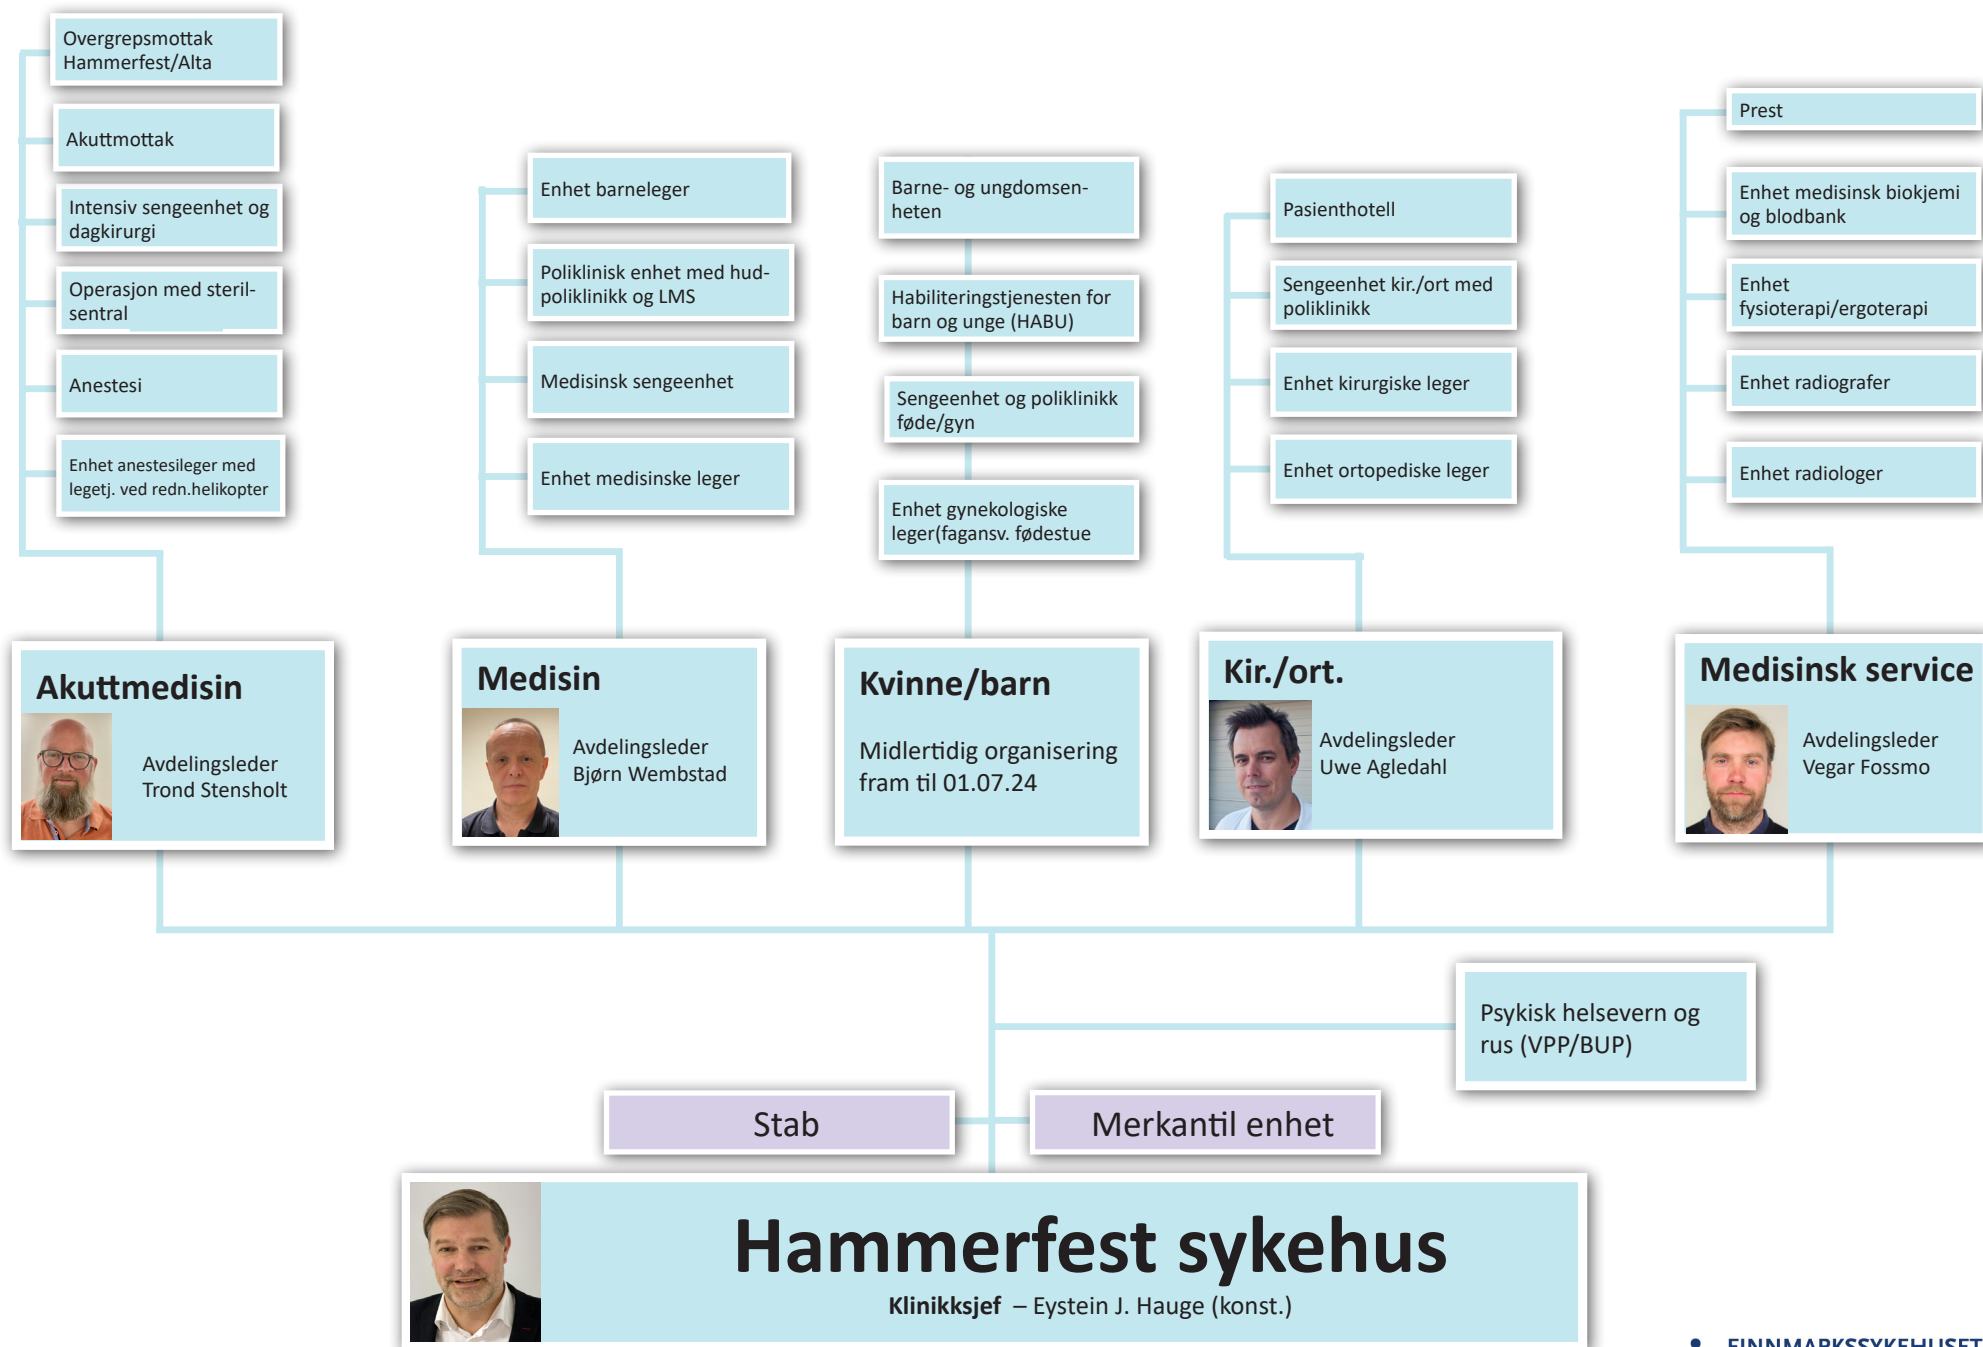 Overgrepsmottak
Hammerfest/Alta
Akuttmottak
Intensiv sengeenhet og
dagkirurgi
Operasjon med steril-
sentral
Anestesi
Enhet anestesileger med
legetj. ved redn.helikopter
Akuttmedisin
Avdelingsleder
Trond Stensholt
Enhet barneleger
Poliklinisk enhet med hud-
poliklinikk og LMS
Medisinsk sengeenhet
Enhet medisinske leger
Medisin
Avdelingsleder
Bjørn Wembstad
Barne- og ungdomsen-
heten
Habiliteringstjenesten for
barn og unge (HABU)
Sengeenhet og poliklinikk
føde/gyn
Enhet gynekologiske
leger(fagansv. fødestue
Kvinne/barn
Midlertidig organisering
fram til 01.07.24
Pasienthotell
Sengeenhet kir./ort med
poliklinikk
Enhet kirurgiske leger
Enhet ortopediske leger
Kir./ort.
Avdelingsleder
Uwe Agledahl
Prest
Enhet medisinsk biokjemi
og blodbank
Enhet
fysioterapi/ergoterapi
Enhet radiografer
Enhet radiologer
Medisinsk service
Avdelingsleder
Vegar Fossmo
Psykisk helsevern og
rus (VPP/BUP)
Stab
Merkantil enhet
Hammerfest sykehus
Klinikksjef – Eystein J. Hauge (konst.)
FINNMARKSSYKEHUSET